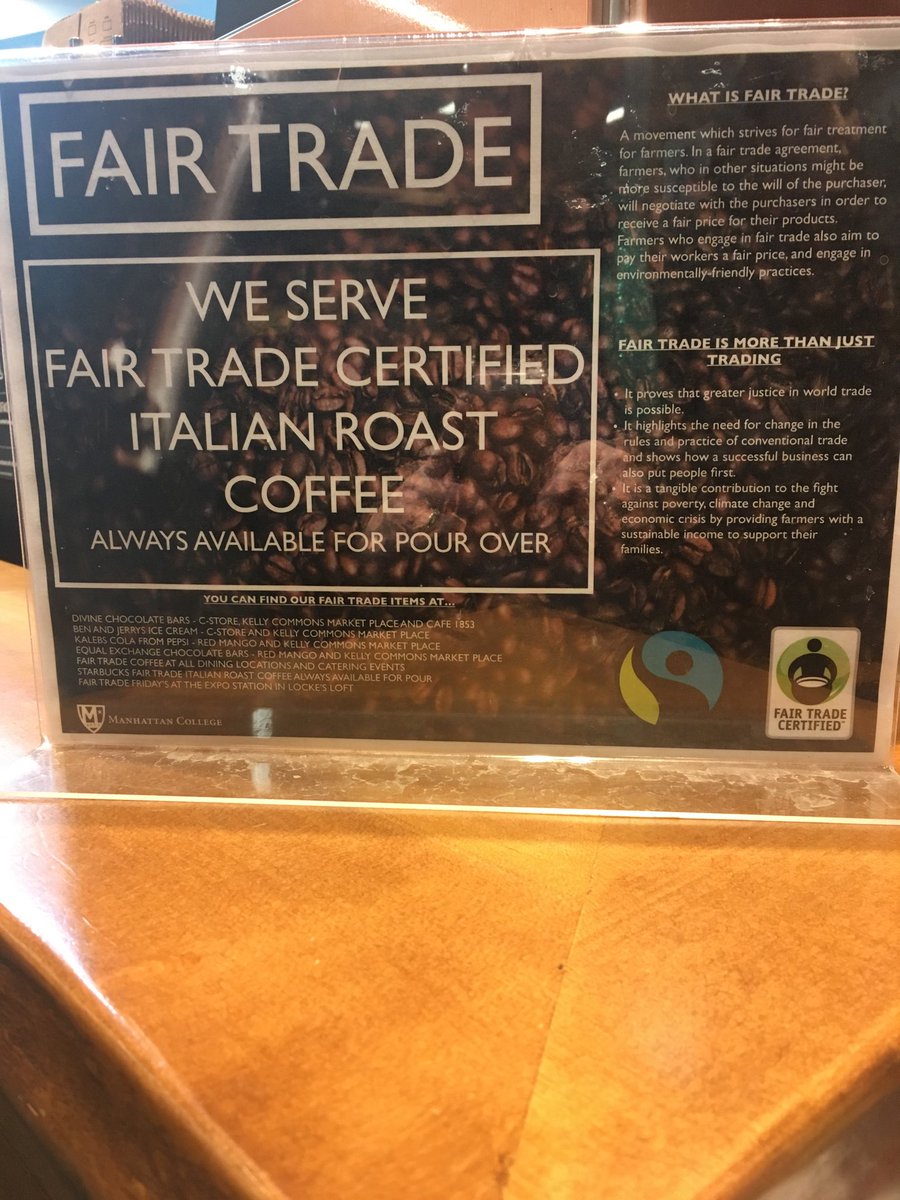 FAIR TRADE
WE SERVE
FAIR TRADE CERTIFIED
ITALIAN ROAST
COFFEE
ALWAYS AVAILABLE FOR POUR OVER
YOU CAN FIND OUR FAIR TRADE ITEMS AT...
DIVINE CHOCOLATE BARS - C-STORE, KELLY COMMONS MARKET PLACE AND CAFE 1853
BEN AND JERRYS ICE CREAM - C-STORE AND KELLY COMMONS MARKET PLACE
KALEBS COLA FROM PEPSI - RED MANGO AND KELLY COMMONS MARKET PLACE
EQUAL EXCHANGE CHOCOLATE BARS - RED MANGO AND KELLY COMMONS MARKET PLACE
FAIR TRADE COFFEE AT ALL DINING LOCATIONS AND CATERING EVENTS
STARBUCKS FAIR TRADE ITALIAN ROAST COFFEE ALWAYS AVAILABLE FOR POUR
FAIR TRADE FRIDAY'S AT THE EXPO STATION IN LOCKE'S LOFT
MANHATTAN COLLEGE
WHAT IS FAIR TRADE?
A movement which strives for fair treatment
for farmers. In a fair trade agreement,
farmers, who in other situations might be
more susceptible to the will of the purchaser,
will negotiate with the purchasers in order to
receive a fair price for their products.
Farmers who engage in fair trade also aim to
pay their workers a fair price, and engage in
environmentally-friendly practices.
FAIR TRADE IS MORE THAN JUST
TRADING
• It proves that greater justice in world trade
is possible.
• It highlights the need for change in the
rules and practice of conventional trade
and shows how a successful business can
also put people first.
• It is a tangible contribution to the fight
against poverty, climate change and
economic crisis by providing farmers with a
sustainable income to support their
families.
FAIR TRADE
CERTIFIED™